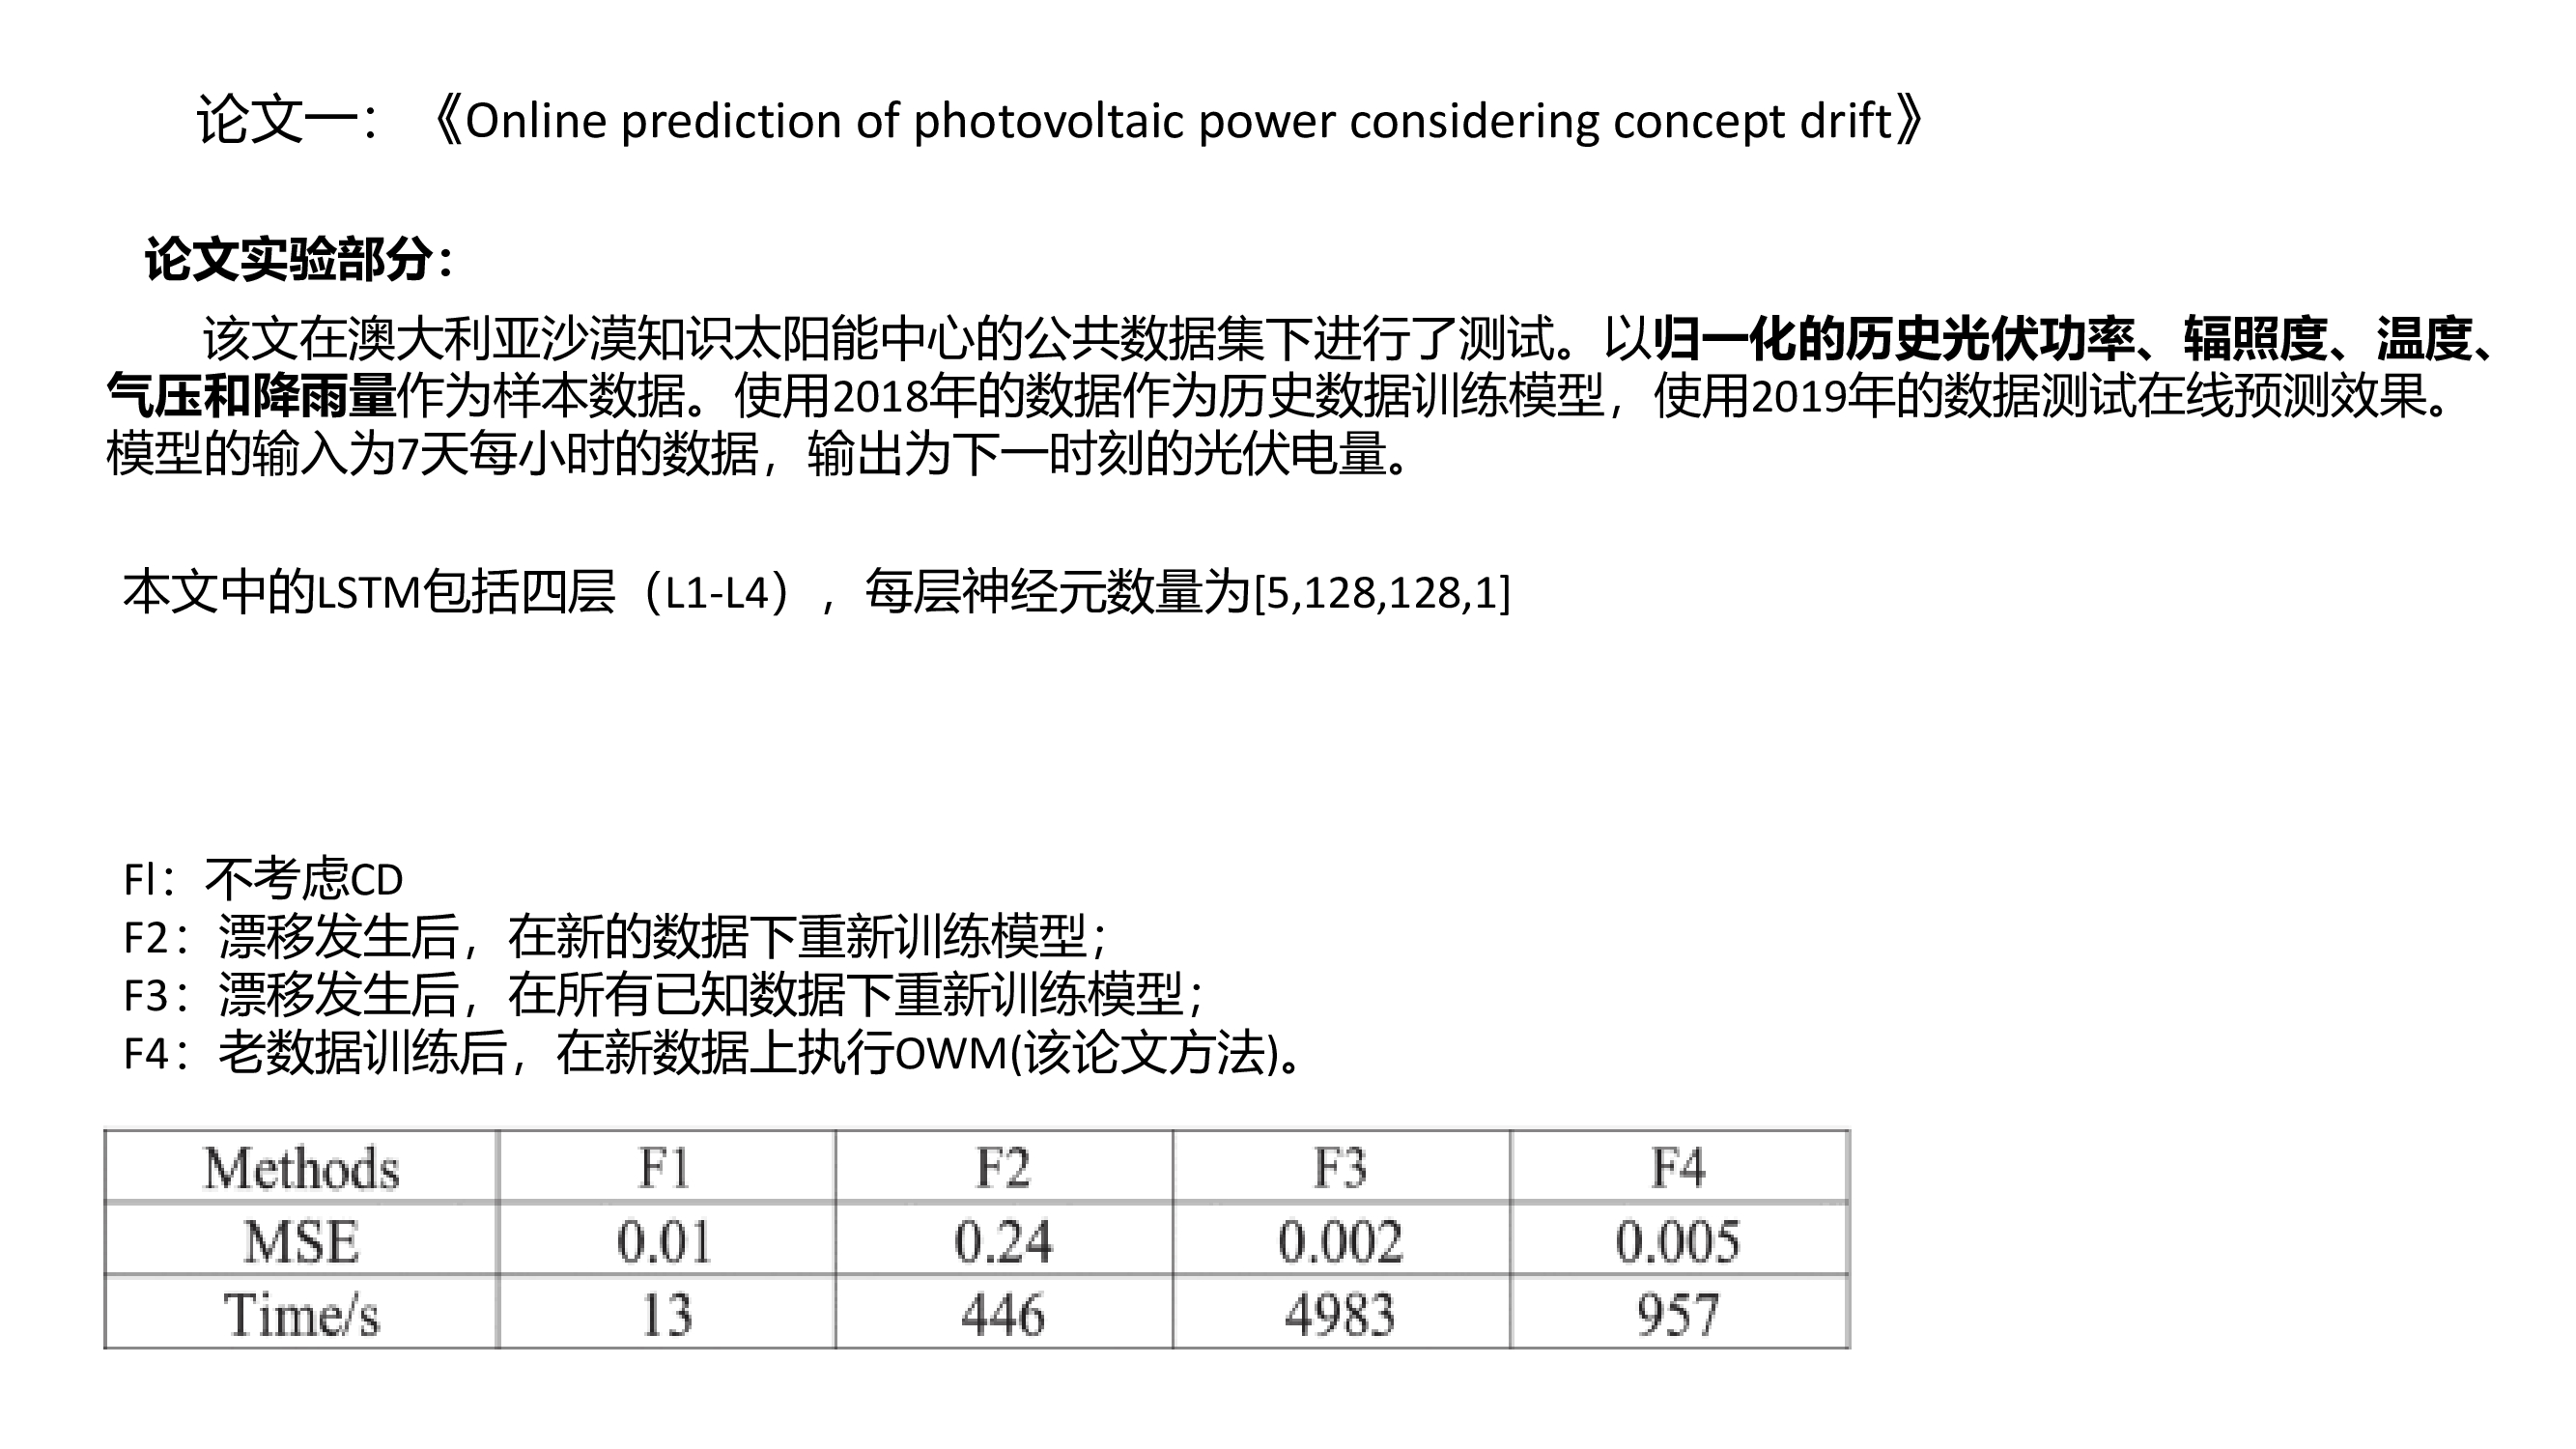 论文一：《Online prediction of photovoltaic power considering concept drift》
论文实验部分：
该文在澳大利亚沙漠知识太阳能中心的公共数据集下进行了测试。以归一化的历史光伏功率、辐照度、温度、
气压和降雨量作为样本数据。使用2018年的数据作为历史数据训练模型，使用2019年的数据测试在线预测效果。
模型的输入为7天每小时的数据，输出为下一时刻的光伏电量。
本文中的LSTM包括四层（L1-L4），每层神经元数量为[5,128,128,1]
Fl：不考虑CD
F2：漂移发生后，在新的数据下重新训练模型；
F3：漂移发生后，在所有已知数据下重新训练模型；
F4：老数据训练后，在新数据上执行OWM(该论文方法)。
Methods F1 F2 F3 F4
MSE 0.01 0.24 0.002 0.005
Time/s 13 446 4983 957